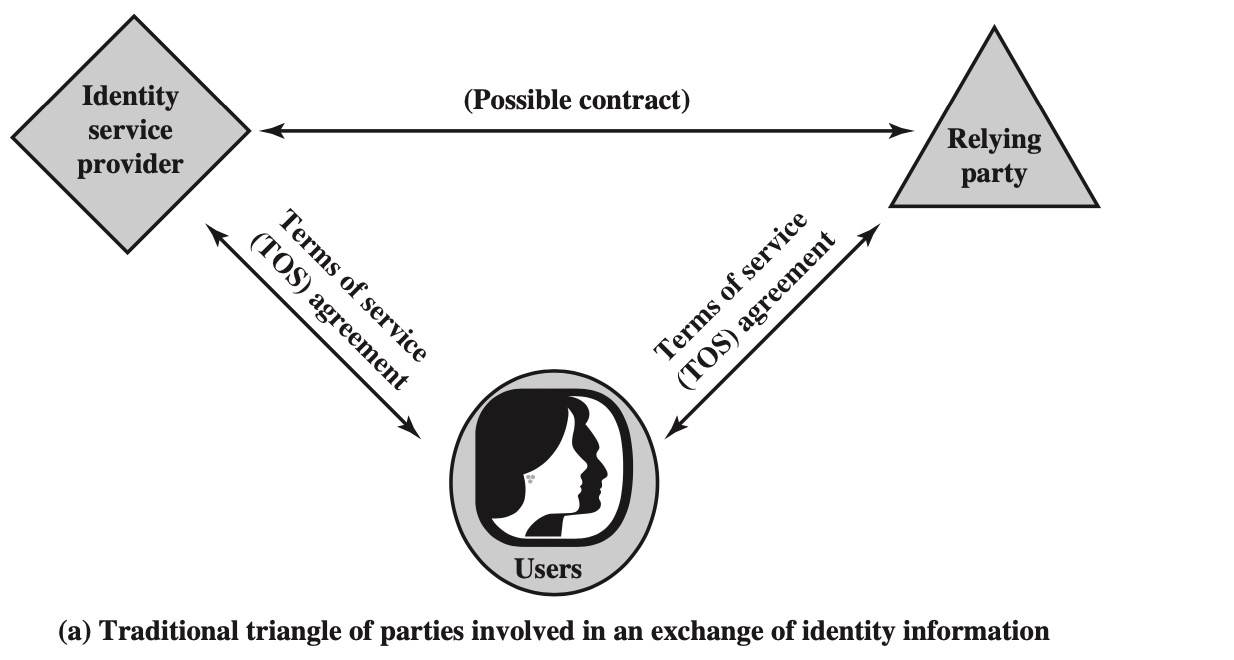 Identity
service
provider
(Possible contract)
Relying
party
Terms of service
(TOS) agreement
Terms of service
(TOS) agreement
Users
(a) Traditional triangle of parties involved in an exchange of identity information